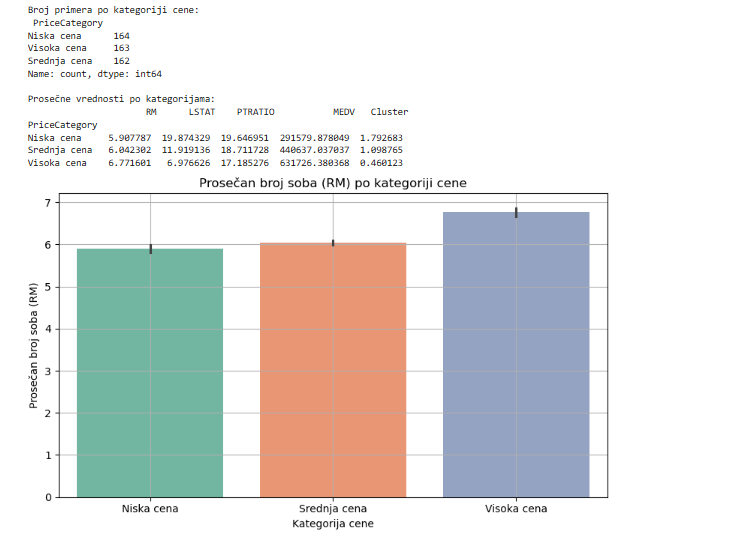 Broj primera po kategoriji cene:
PriceCategory
Niska cena 164
Visoka cena 163
Srednja cena 162
Name: count, dtype: int64
Prosečne vrednosti po kategorijama:
RM LSTAT PTRATIO MEDV Cluster
PriceCategory
Niska cena 5.907787 19.874329 19.646951 291579.878049 1.792683
Srednja cena 6.042302 11.919136 18.711728 440637.037037 1.098765
Visoka cena 6.771601 6.976626 17.185276 631726.380368 0.460123
Prosečan broj soba (RM) po kategoriji cene
Prosečan broj soba (RM)
7
6
5
4
3
2
1
0
Niska cena Srednja cena Visoka cena
Kategorija cene